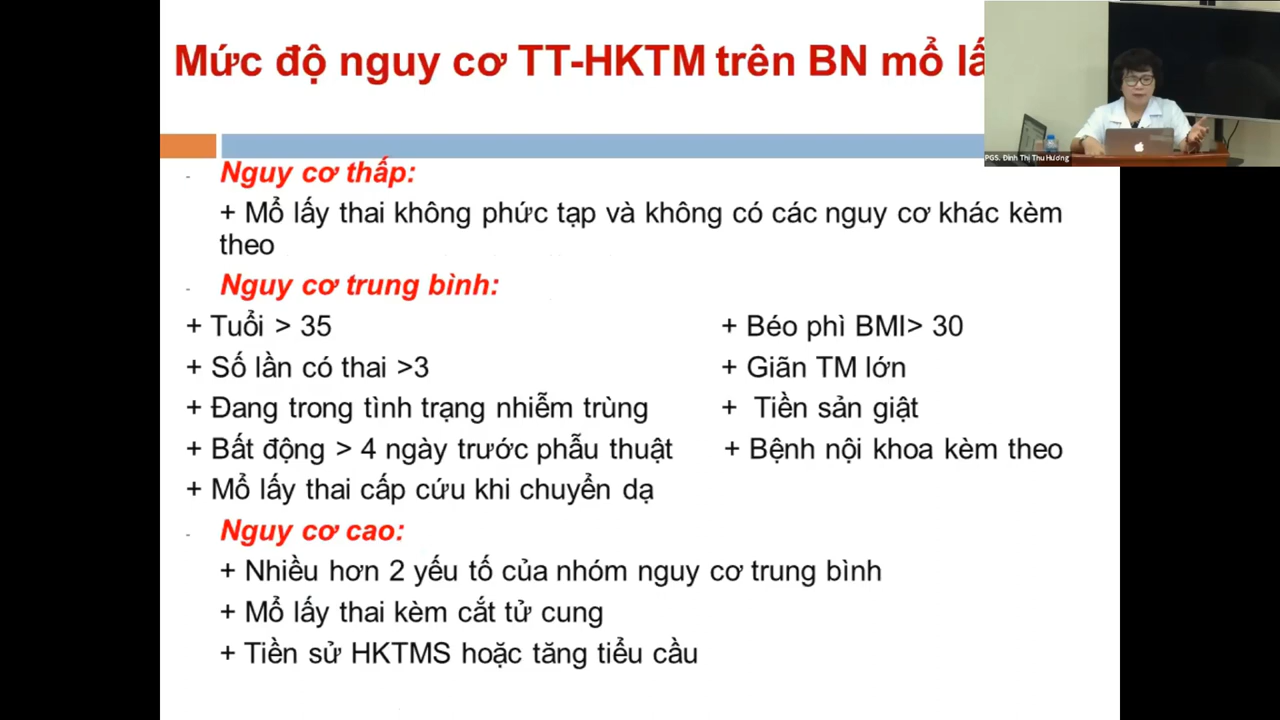 Mức độ nguy cơ TT-HKTM trên BN mổ lấ
PGS. Đinh Thị Thu Hương
- Nguy cơ thấp:
+ Mổ lấy thai không phức tạp và không có các nguy cơ khác kèm
theo
- Nguy cơ trung bình:
+ Tuổi > 35
+ Béo phì BMI> 30
+ Số lần có thai >3
+ Giãn TM lớn
+ Đang trong tình trạng nhiễm trùng
+ Tiền sản giật
+ Bất động > 4 ngày trước phẫu thuật
+ Bệnh nội khoa kèm theo
+ Mổ lấy thai cấp cứu khi chuyển dạ
- Nguy cơ cao:
+ Nhiều hơn 2 yếu tố của nhóm nguy cơ trung bình
+ Mổ lấy thai kèm cắt tử cung
+ Tiền sử HKTMS hoặc tăng tiểu cầu